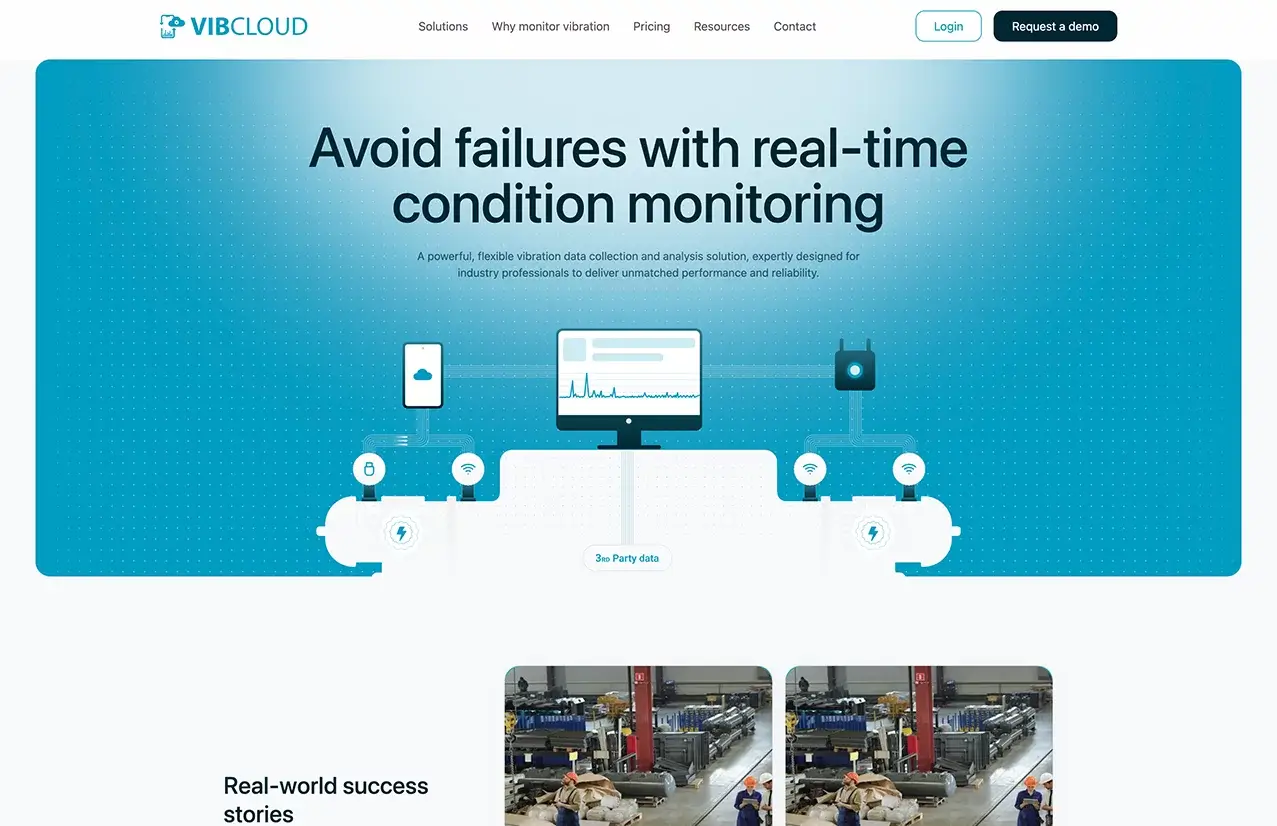 VIBCLOUD
Solutions
Why monitor vibration
Pricing
Resources
Contact
Login
Request a demo
Avoid failures with real-time
condition monitoring
A powerful, flexible vibration data collection and analysis solution, expertly designed for
industry professionals to deliver unmatched performance and reliability.
3RD Party data
Real-world success
stories